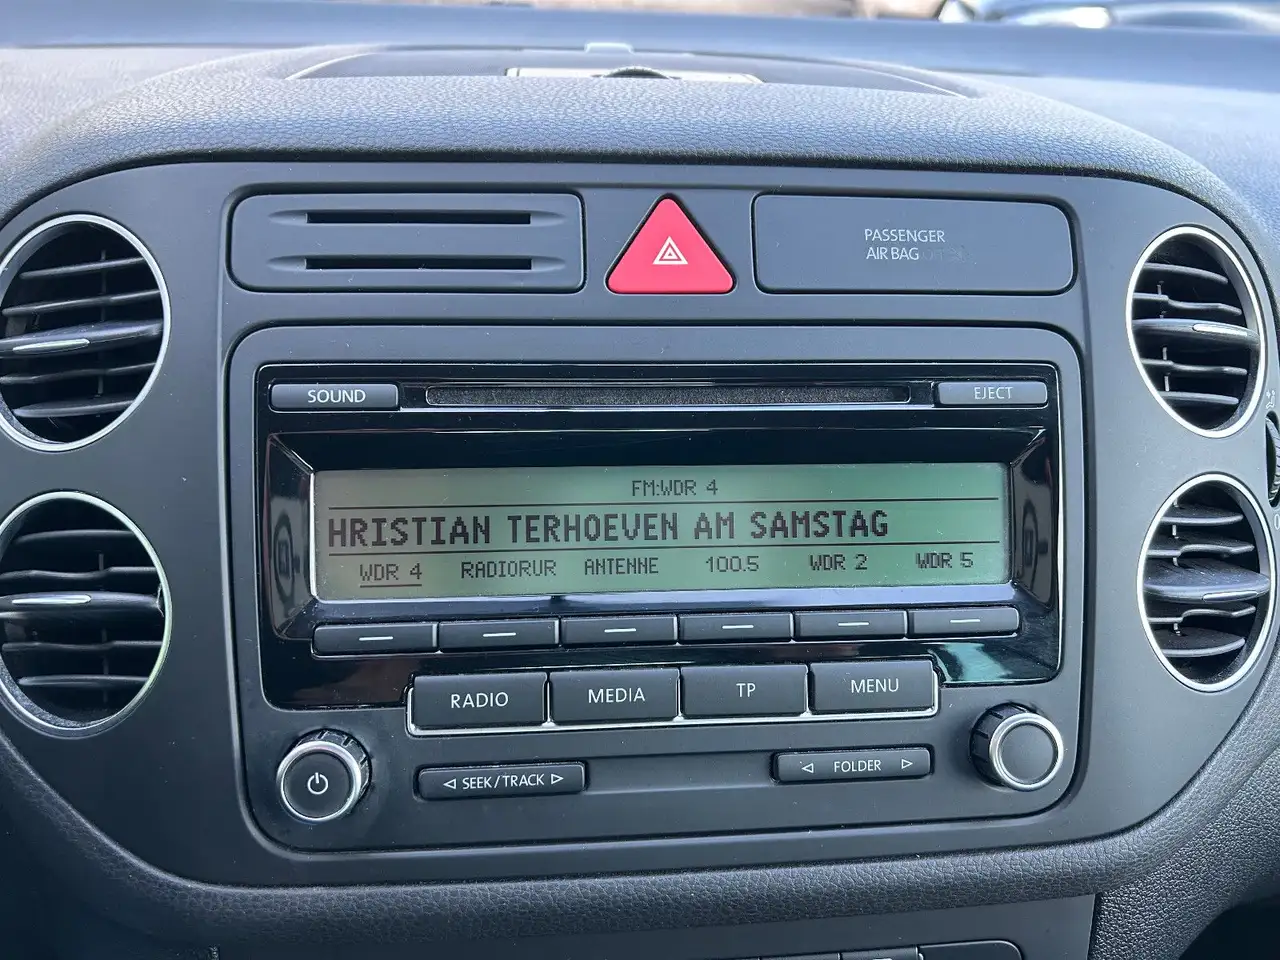 PASSENGER
AIR BAG
SOUND
EJECT
FM:WDR 4
HRISTIAN TERHOEVEN AM SAMSTAG
WDR 4 RADIORUR ANTENNE 100.5 WDR 2 WDR 5
RADIO MEDIA TP MENU
SEEK/TRACK
FOLDER